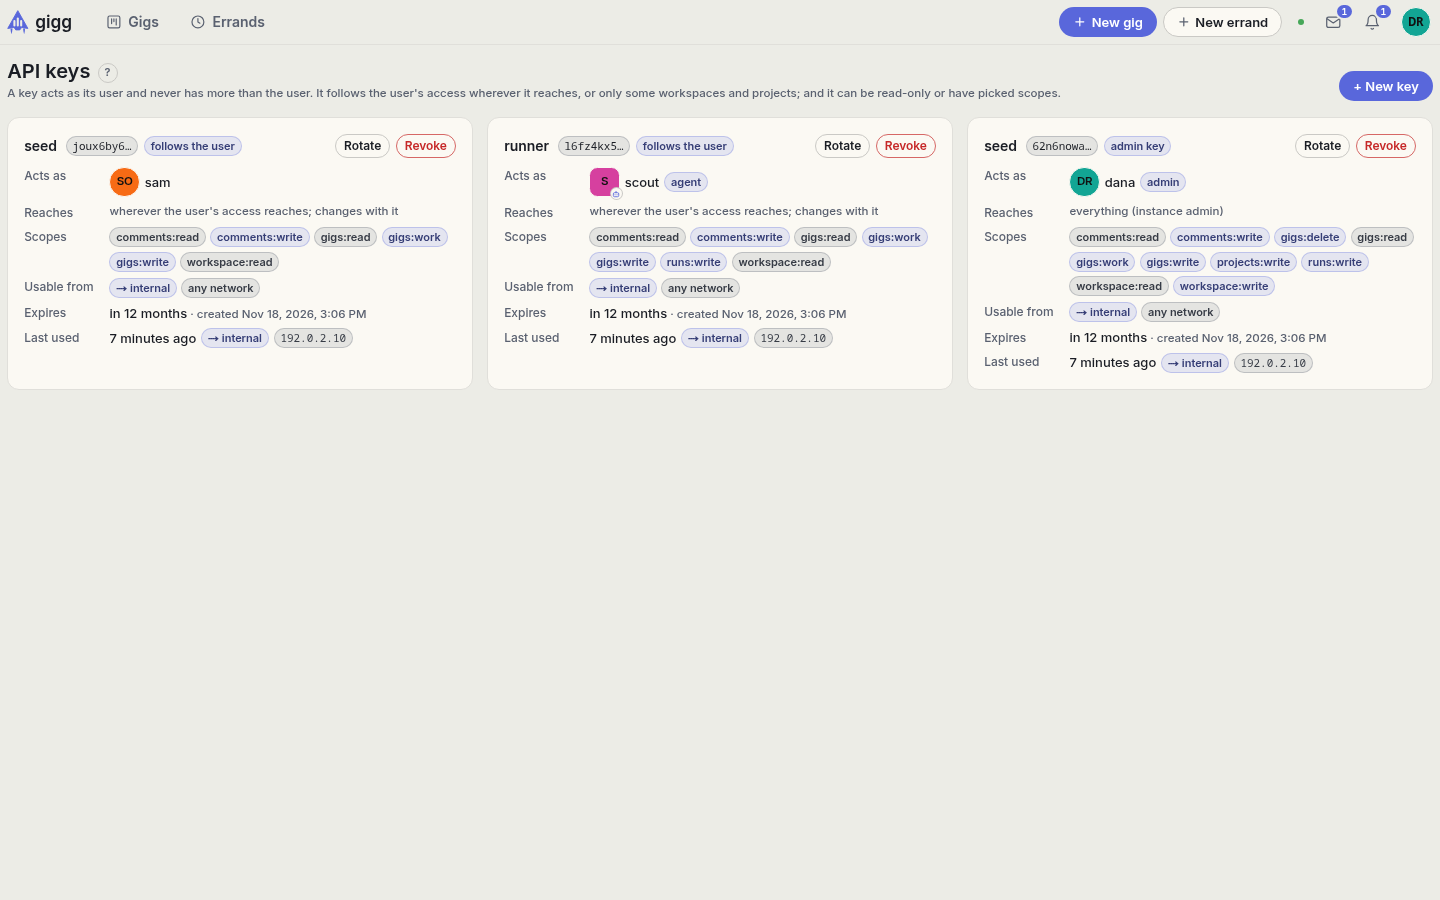 gigg
Gigs
Errands
+ New gig
+ New errand
1
1
DR
API keys ?
A key acts as its user and never has more than the user. It follows the user's access wherever it reaches, or only some workspaces and projects; and it can be read-only or have picked scopes.
+ New key
seed joux6by6… follows the user Rotate Revoke
Acts as SO sam
Reaches wherever the user's access reaches; changes with it
Scopes comments:read comments:write gigs:read gigs:work
gigs:write workspace:read
Usable from → internal any network
Expires in 12 months · created Nov 18, 2026, 3:06 PM
Last used 7 minutes ago → internal 192.0.2.10
runner 16fz4kx5… follows the user Rotate Revoke
Acts as S scout agent
Reaches wherever the user's access reaches; changes with it
Scopes comments:read comments:write gigs:read gigs:work
gigs:write runs:write workspace:read
Usable from → internal any network
Expires in 12 months · created Nov 18, 2026, 3:06 PM
Last used 7 minutes ago → internal 192.0.2.10
seed 62n6nowa… admin key Rotate Revoke
Acts as DR dana admin
Reaches everything (instance admin)
Scopes comments:read comments:write gigs:delete gigs:read
gigs:work gigs:write projects:write runs:write
workspace:read workspace:write
Usable from → internal any network
Expires in 12 months · created Nov 18, 2026, 3:06 PM
Last used 7 minutes ago → internal 192.0.2.10